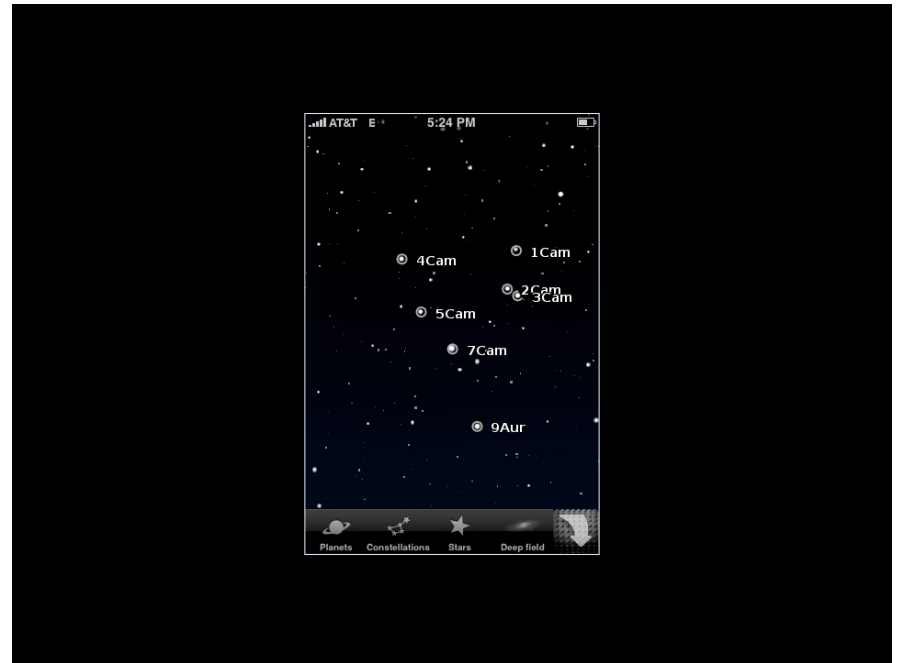 AT&T E 5:24 PM
1Cam
4Cam
2Cam
3Cam
5Cam
7Cam
9Aur
Planets Constellations Stars Deep field